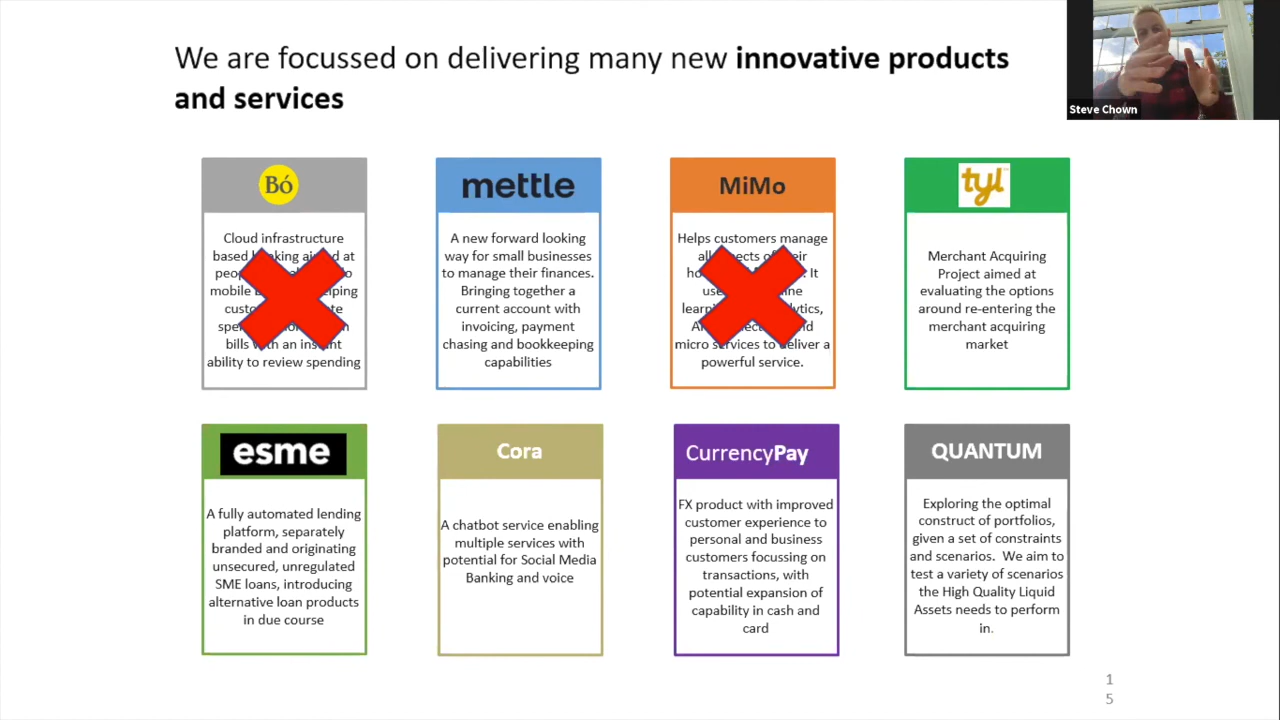 We are focussed on delivering many new innovative products
and services
Steve Chown
Bó
Cloud infrastructure
based at
mobile
bills an
ability to review spending
mettle
A new forward looking
way for small businesses
to manage their finances.
Bringing together a
current account with
invoicing, payment
chasing and bookkeeping
capabilities
MiMo
Helps customers manage
It
micro services to deliver a
powerful service.
tyl
Merchant Acquiring
Project aimed at
evaluating the options
around re-entering the
merchant acquiring
market
esme
A fully automated lending
platform, separately
branded and originating
unsecured, unregulated
SME loans, introducing
alternative loan products
in due course
Cora
A chatbot service enabling
multiple services with
potential for Social Media
Banking and voice
CurrencyPay
FX product with improved
customer experience to
personal and business
customers focussing on
transactions, with
potential expansion of
capability in cash and
card
QUANTUM
Exploring the optimal
construct of portfolios,
given a set of constraints
and scenarios. We aim to
test a variety of scenarios
the High Quality Liquid
Assets needs to perform
in.
1
5